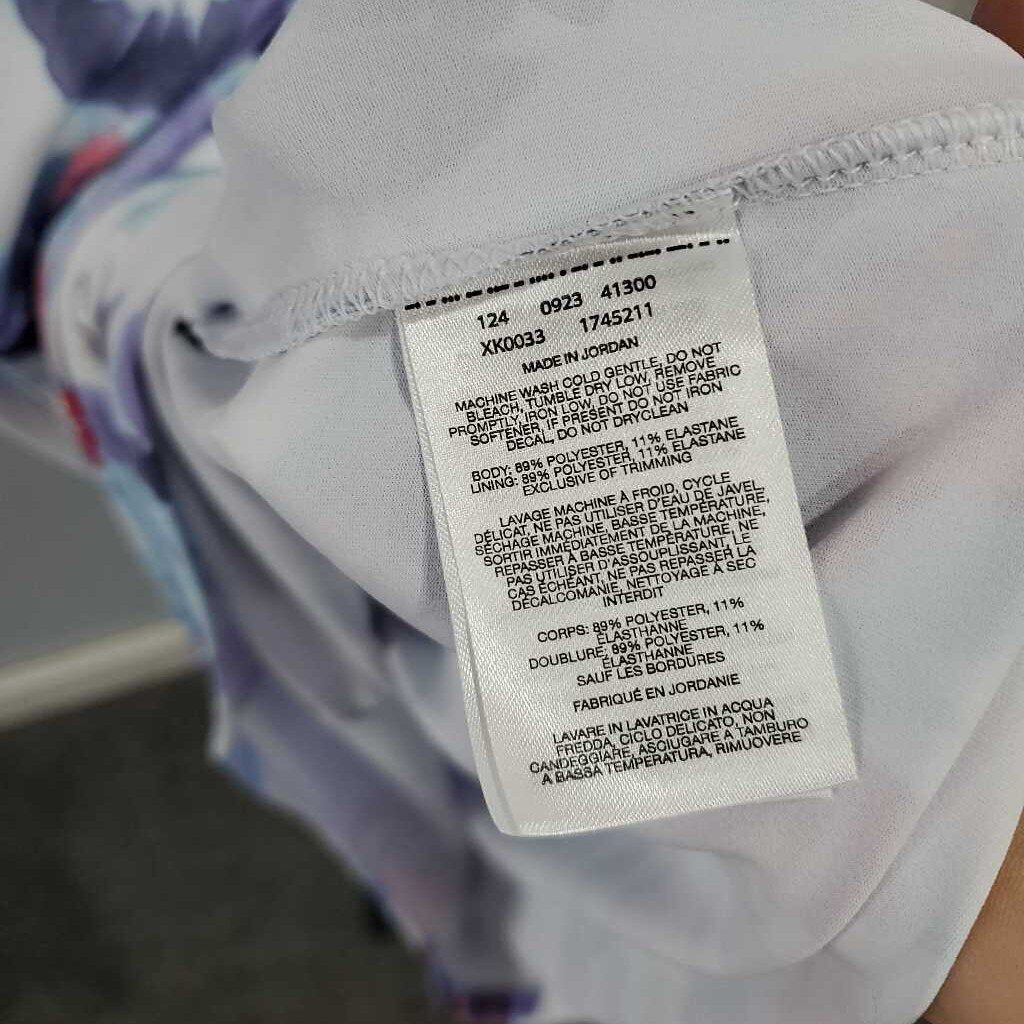 124 0923 41300
XK0033 1745211
MADE IN JORDAN
MACHINE WASH COLD GENTLE, DO NOT
BLEACH, TUMBLE DRY LOW, REMOVE
PROMPTLY, IRON LOW, DO NOT USE FABRIC
SOFTENER, IF PRESENT DO NOT IRON
DECAL, DO NOT DRYCLEAN
BODY: 89% POLYESTER, 11% ELASTANE
LINING: 89% POLYESTER, 11% ELASTANE
EXCLUSIVE OF TRIMMING
LAVAGE MACHINE À FROID, CYCLE
DÉLICAT, NE PAS UTILISER D'EAU DE JAVEL,
SÉCHAGE MACHINE, BASSE TEMPÉRATURE,
SORTIR IMMÉDIATEMENT DE LA MACHINE,
REPASSER À BASSE TEMPÉRATURE, NE
PAS UTILISER D'ASSOUPLISSANT, LE
CAS ÉCHÉANT, NE PAS REPASSER LA
DÉCALCOMANIE, NETTOYAGE À SEC
INTERDIT
CORPS: 89% POLYESTER, 11%
ÉLASTHANNE
DOUBLURE: 89% POLYESTER, 11%
ÉLASTHANNE
SAUF LES BORDURES
FABRIQUÉ EN JORDANIE
LAVARE IN LAVATRICE IN ACQUA
FREDDA, CICLO DELICATO, NON
CANDEGGIARE, ASCIUGARE A TAMBURO
A BASSA TEMPERATURA, RIMUOVERE